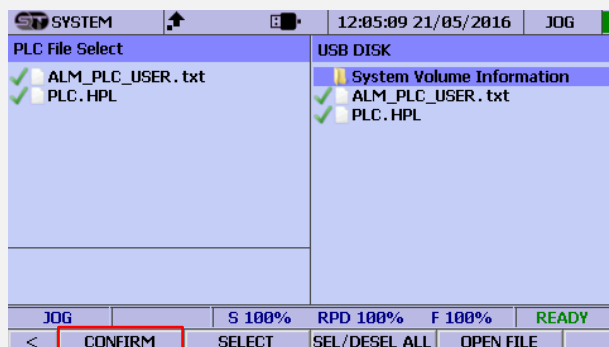 SYSTEM 12:05:09 21/05/2016 JOG
PLC File Select
ALM_PLC_USER.txt
PLC.HPL
USB DISK
System Volume Information
ALM_PLC_USER.txt
PLC.HPL
JOG S 100% RPD 100% F 100% READY
< CONFIRM SELECT SEL/DESEL ALL OPEN FILE